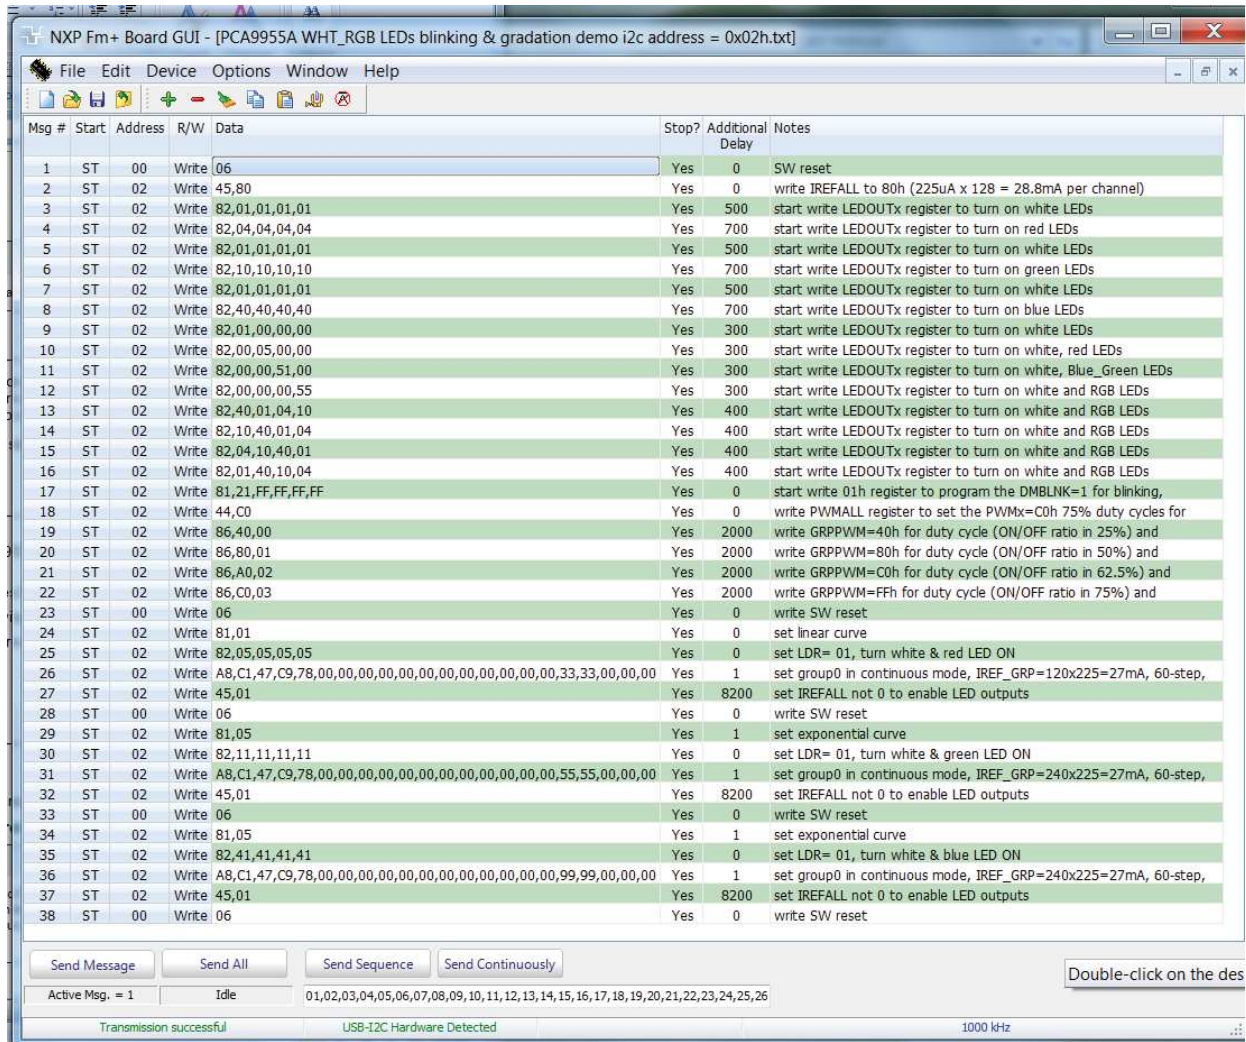 NXP Fm+ Board GUI - [PCA9955A WHT_RGB LEDs blinking & gradation demo i2c address = 0x02h.txt]
File Edit Device Options Window Help
Msg # Start Address R/W Data Stop? Additional Delay Notes
1 ST 00 Write 06 Yes 0 SW reset
2 ST 02 Write 45,80 Yes 0 write IREFALL to 80h (225uA x 128 = 28.8mA per channel)
3 ST 02 Write 82,01,01,01,01 Yes 500 start write LEDOUTx register to turn on white LEDs
4 ST 02 Write 82,04,04,04,04 Yes 700 start write LEDOUTx register to turn on red LEDs
5 ST 02 Write 82,01,01,01,01 Yes 500 start write LEDOUTx register to turn on white LEDs
6 ST 02 Write 82,10,10,10,10 Yes 700 start write LEDOUTx register to turn on green LEDs
7 ST 02 Write 82,01,01,01,01 Yes 500 start write LEDOUTx register to turn on white LEDs
8 ST 02 Write 82,40,40,40,40 Yes 700 start write LEDOUTx register to turn on blue LEDs
9 ST 02 Write 82,01,00,00,00 Yes 300 start write LEDOUTx register to turn on white LEDs
10 ST 02 Write 82,00,05,00,00 Yes 300 start write LEDOUTx register to turn on white, red LEDs
11 ST 02 Write 82,00,00,51,00 Yes 300 start write LEDOUTx register to turn on white, Blue_Green LEDs
12 ST 02 Write 82,00,00,00,55 Yes 300 start write LEDOUTx register to turn on white and RGB LEDs
13 ST 02 Write 82,40,01,04,10 Yes 400 start write LEDOUTx register to turn on white and RGB LEDs
14 ST 02 Write 82,10,40,01,04 Yes 400 start write LEDOUTx register to turn on white and RGB LEDs
15 ST 02 Write 82,04,10,40,01 Yes 400 start write LEDOUTx register to turn on white and RGB LEDs
16 ST 02 Write 82,01,40,10,04 Yes 400 start write LEDOUTx register to turn on white and RGB LEDs
17 ST 02 Write 81,21,FF,FF,FF,FF Yes 0 start write 01h register to program the DMBLNK=1 for blinking,
18 ST 02 Write 44,C0 Yes 0 write PWMALL register to set the PWMx=C0h 75% duty cycles for
19 ST 02 Write 86,40,00 Yes 2000 write GRPPWM=40h for duty cycle (ON/OFF ratio in 25%) and
20 ST 02 Write 86,80,01 Yes 2000 write GRPPWM=80h for duty cycle (ON/OFF ratio in 50%) and
21 ST 02 Write 86,A0,02 Yes 2000 write GRPPWM=C0h for duty cycle (ON/OFF ratio in 62.5%) and
22 ST 02 Write 86,C0,03 Yes 2000 write GRPPWM=FFh for duty cycle (ON/OFF ratio in 75%) and
23 ST 00 Write 06 Yes 0 write SW reset
24 ST 02 Write 81,01 Yes 0 set linear curve
25 ST 02 Write 82,05,05,05,05 Yes 0 set LDR= 01, turn white & red LED ON
26 ST 02 Write A8,C1,47,C9,78,00,00,00,00,00,00,00,00,00,00,00,00,33,33,00,00,00 Yes 1 set group0 in continuous mode, IREF_GRP=120x225=27mA, 60-step,
27 ST 02 Write 45,01 Yes 8200 set IREFALL not 0 to enable LED outputs
28 ST 00 Write 06 Yes 0 write SW reset
29 ST 02 Write 81,05 Yes 1 set exponential curve
30 ST 02 Write 82,11,11,11,11 Yes 0 set LDR= 01, turn white & green LED ON
31 ST 02 Write A8,C1,47,C9,78,00,00,00,00,00,00,00,00,00,00,00,00,55,55,00,00,00 Yes 1 set group0 in continuous mode, IREF_GRP=240x225=27mA, 60-step,
32 ST 02 Write 45,01 Yes 8200 set IREFALL not 0 to enable LED outputs
33 ST 00 Write 06 Yes 0 write SW reset
34 ST 02 Write 81,05 Yes 1 set exponential curve
35 ST 02 Write 82,41,41,41,41 Yes 0 set LDR= 01, turn white & blue LED ON
36 ST 02 Write A8,C1,47,C9,78,00,00,00,00,00,00,00,00,00,00,00,00,99,99,00,00,00 Yes 1 set group0 in continuous mode, IREF_GRP=240x225=27mA, 60-step,
37 ST 02 Write 45,01 Yes 8200 set IREFALL not 0 to enable LED outputs
38 ST 00 Write 06 Yes 0 write SW reset
Send Message Send All Send Sequence Send Continuously
Double-click on the des
Active Msg. = 1 Idle 01,02,03,04,05,06,07,08,09,10,11,12,13,14,15,16,17,18,19,20,21,22,23,24,25,26
Transmission successful USB-I2C Hardware Detected 1000 kHz